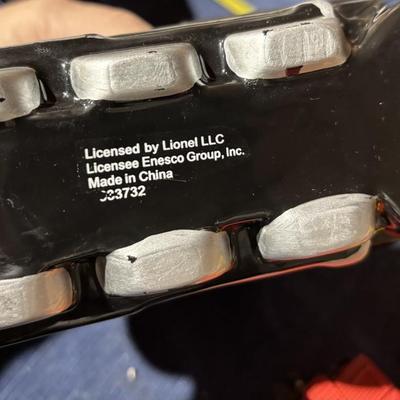 Licensed by Lionel LLC
Licensee Enesco Group, Inc.
Made in China